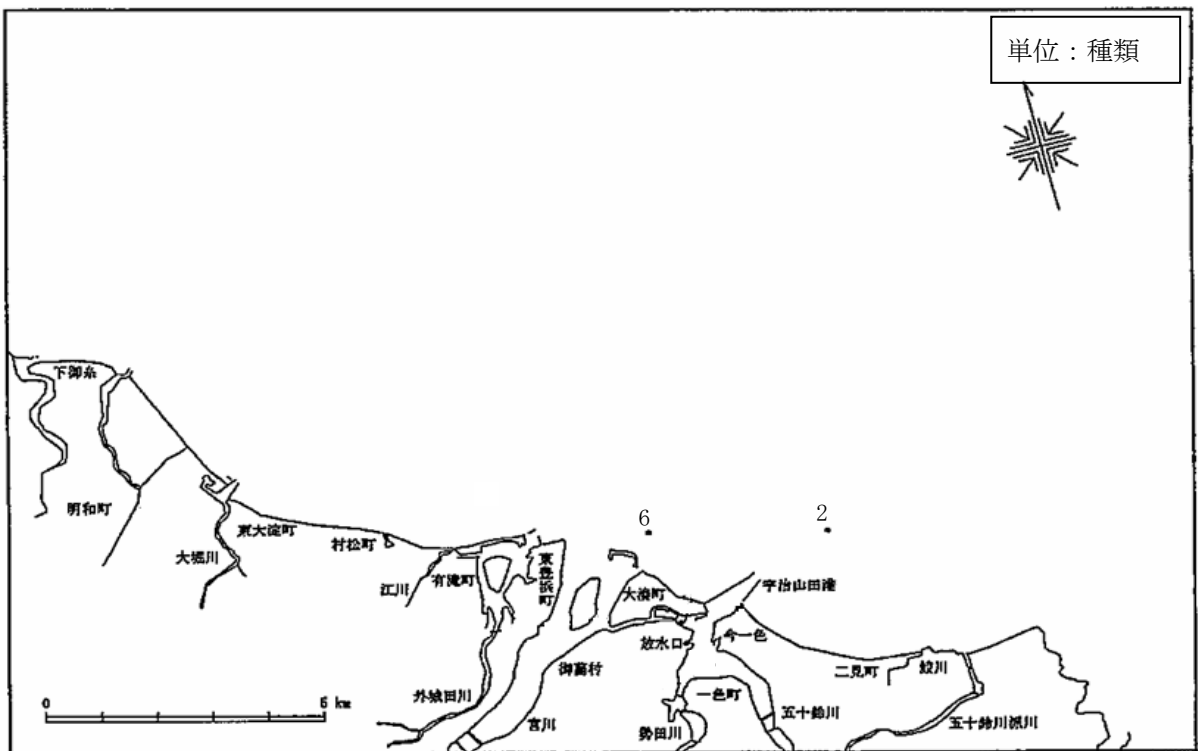 単位：種類
下御糸
明和町
大堀川
東大淀町
村松町
江川
有滝町
東豊浜町
6
2
大湊町
宇治山田港
放水口
今一色
御薗村
二見町
外城田川
宮川
勢田川
一色町
五十鈴川
五十鈴川派川
0
5 km